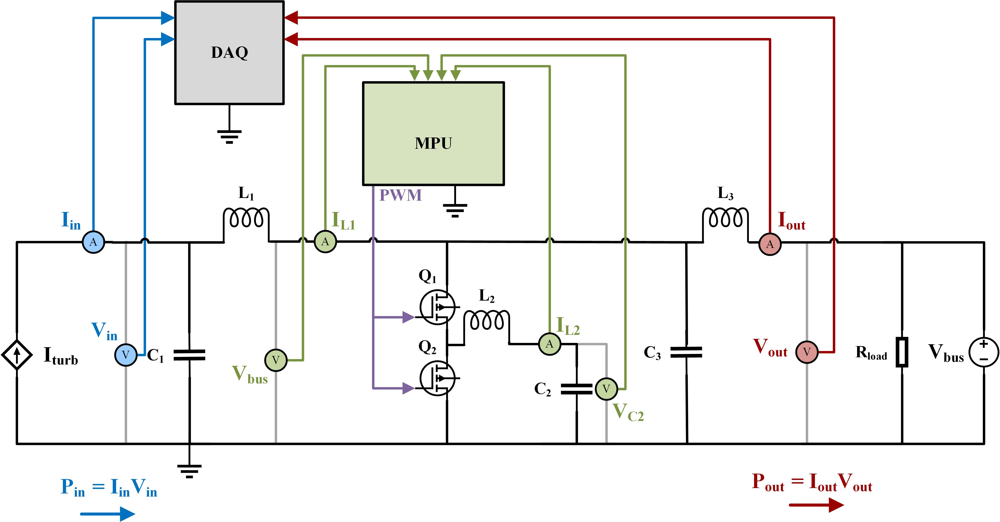 DAQ
MPU
PWM
L1
L3
Iin
IL1
Iout
Q1
L2
Vin
IL2
Iturb
C1
Q2
Vbus
C2
VC2
C3
Vout
Rload
Vbus
A
A
A
A
V
V
V
V
Pin = IinVin
Pout = IoutVout